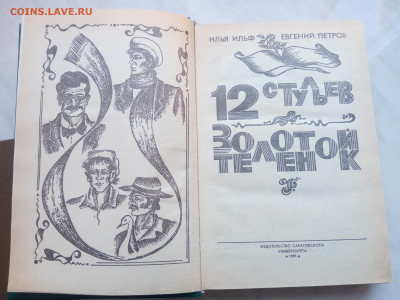 COINS.LAVE.RU
ИЛЬЯ ИЛЬФ ЕВГЕНИЙ ПЕТРОВ
12 СТУЛЬЕВ
ЗОЛОТОЙ
ТЕЛЕНОК
ИЗДАТЕЛЬСТВО САРАТОВСКОГО
УНИВЕРСИТЕТА